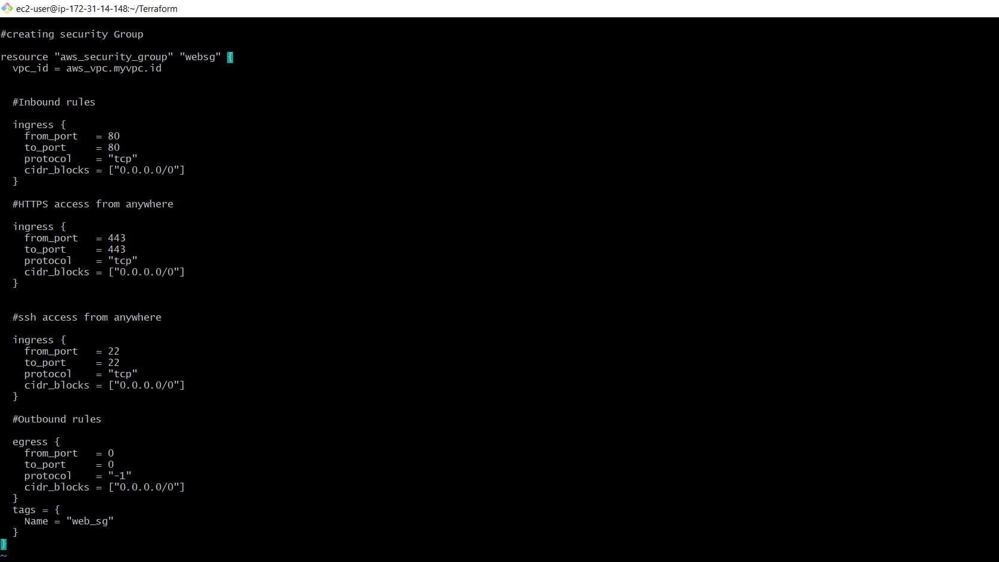 ec2-user@ip-172-31-14-148:~/Terraform
#creating security Group
resource "aws_security_group" "websg" {
  vpc_id = aws_vpc.myvpc.id
  #Inbound rules
  ingress {
    from_port   = 80
    to_port     = 80
    protocol    = "tcp"
    cidr_blocks = ["0.0.0.0/0"]
  }
  #HTTPS access from anywhere
  ingress {
    from_port   = 443
    to_port     = 443
    protocol    = "tcp"
    cidr_blocks = ["0.0.0.0/0"]
  }
  #ssh access from anywhere
  ingress {
    from_port   = 22
    to_port     = 22
    protocol    = "tcp"
    cidr_blocks = ["0.0.0.0/0"]
  }
  #Outbound rules
  egress {
    from_port   = 0
    to_port     = 0
    protocol    = "-1"
    cidr_blocks = ["0.0.0.0/0"]
  }
  tags = {
    Name = "web_sg"
  }
}
~